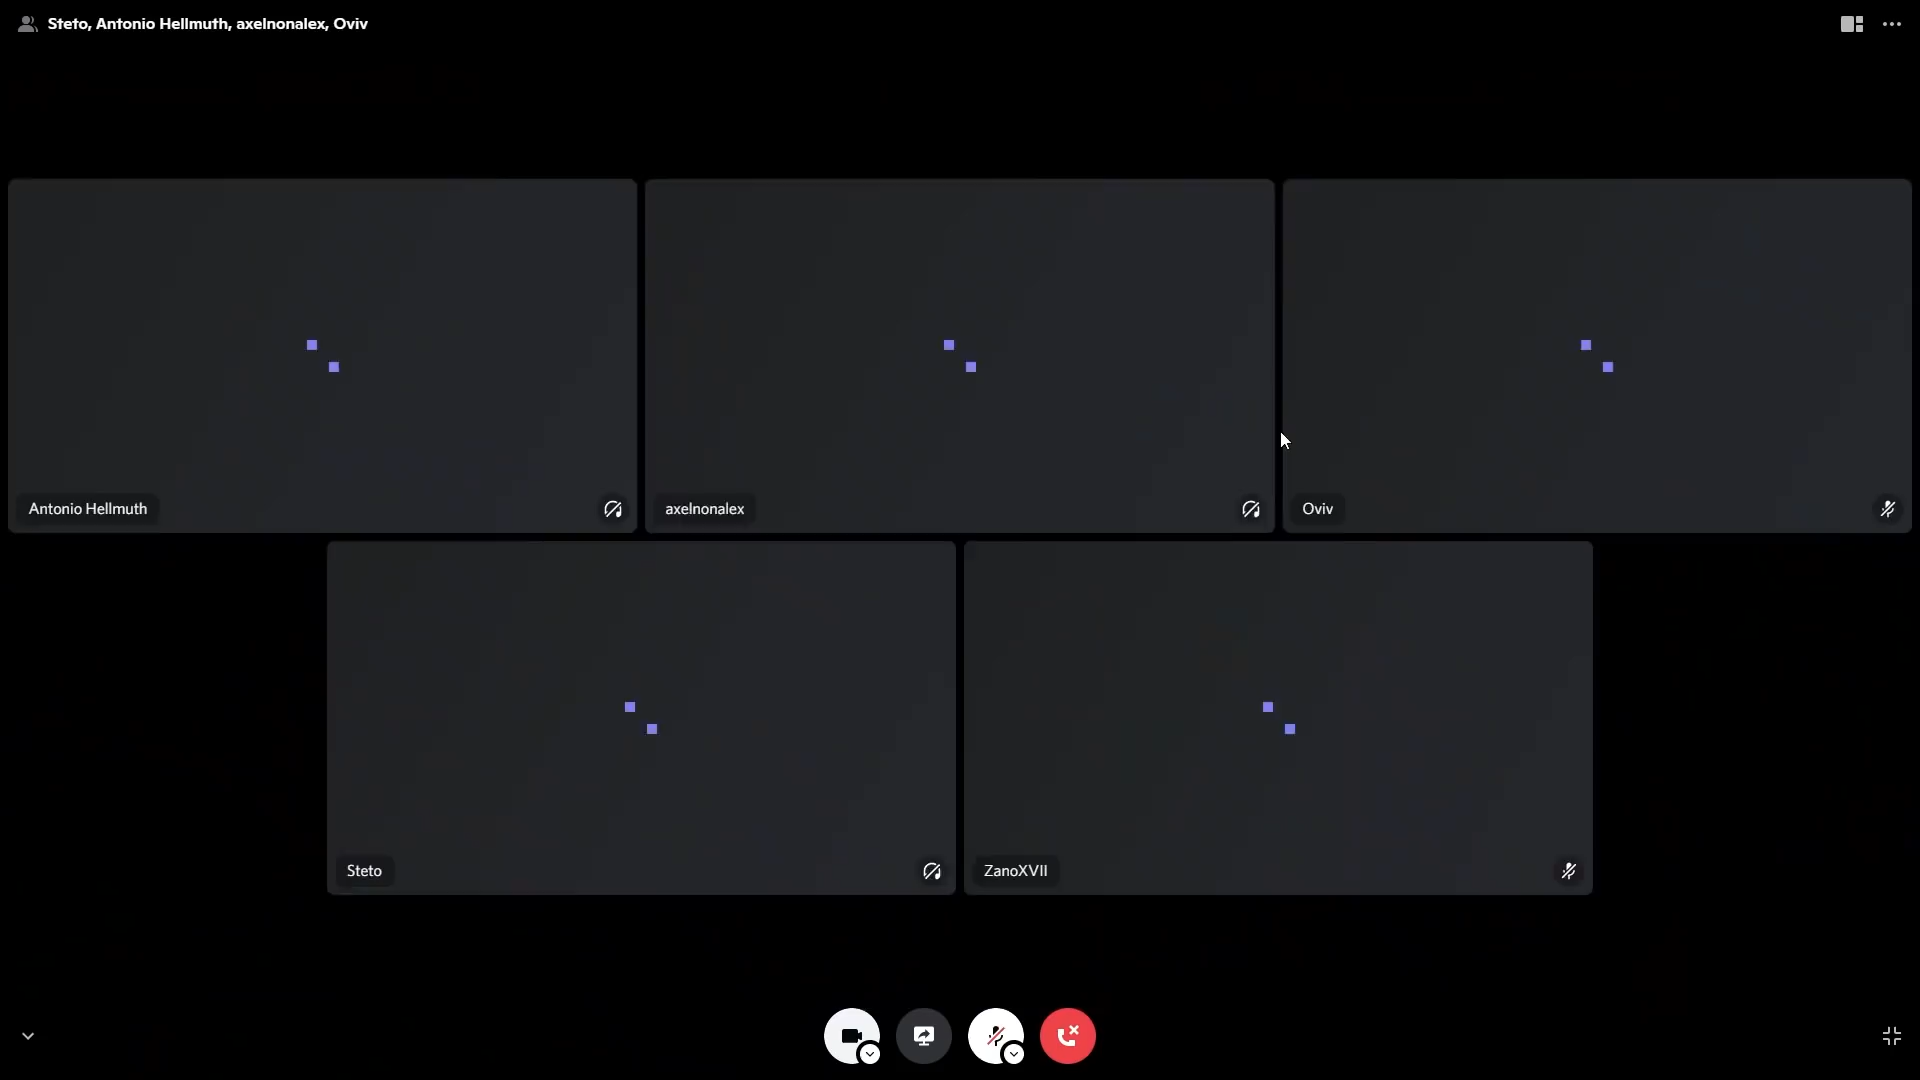 Steto, Antonio Hellmuth, axelnonalex, Oviv
Antonio Hellmuth
axelnonalex
Oviv
Steto
ZanoXVII